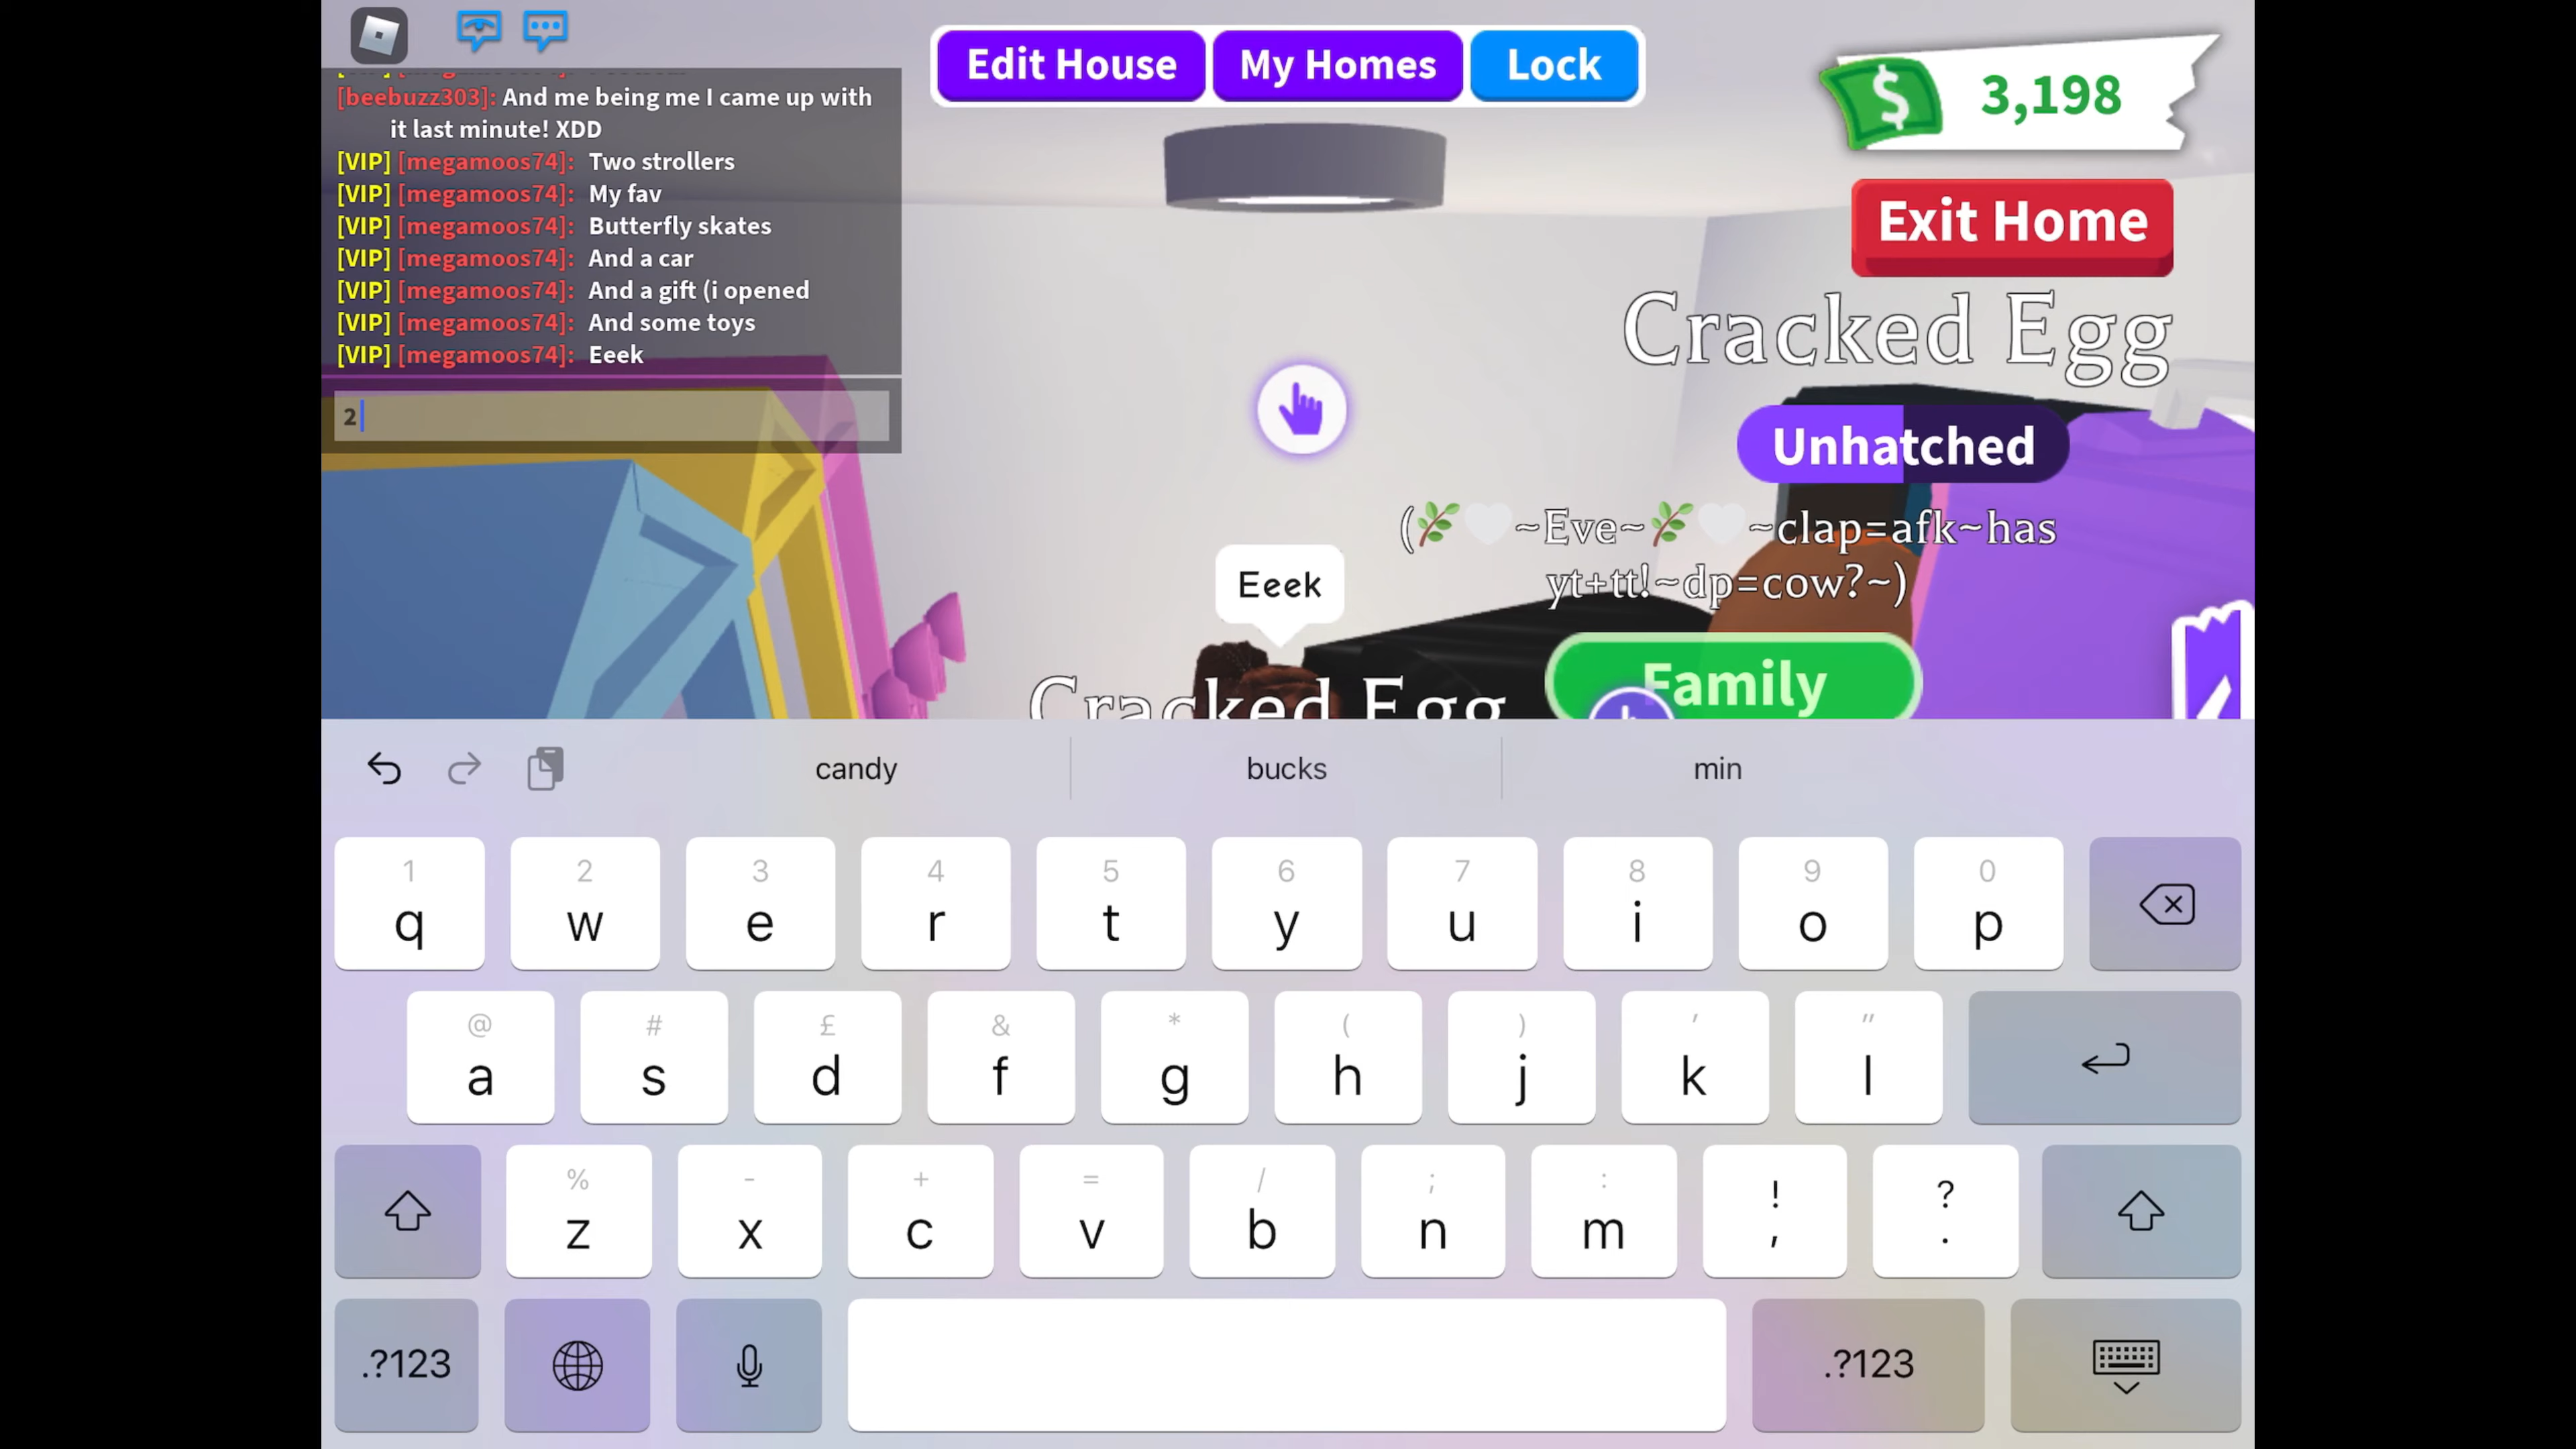 Edit House
My Homes
Lock
3,198
Exit Home
[beebuzz303]: And me being me I came up with
it last minute! XDD
[VIP] [megamoos74]: Two strollers
[VIP] [megamoos74]: My fav
[VIP] [megamoos74]: Butterfly skates
[VIP] [megamoos74]: And a car
[VIP] [megamoos74]: And a gift (i opened
[VIP] [megamoos74]: And some toys
[VIP] [megamoos74]: Eeek
2
Cracked Egg
Unhatched
(🌿🤍~Eve~🌿🤍~clap=afk~has
yt+tt!~dp=cow?~)
Eeek
Family
Cracked Egg
candy bucks min
1 2 3 4 5 6 7 8 9 0
q w e r t y u i o p
@ # £ & * ( ) ' "
a s d f g h j k l
% - + = / ; : ! ?
z x c v b n m , .
.?123 .?123